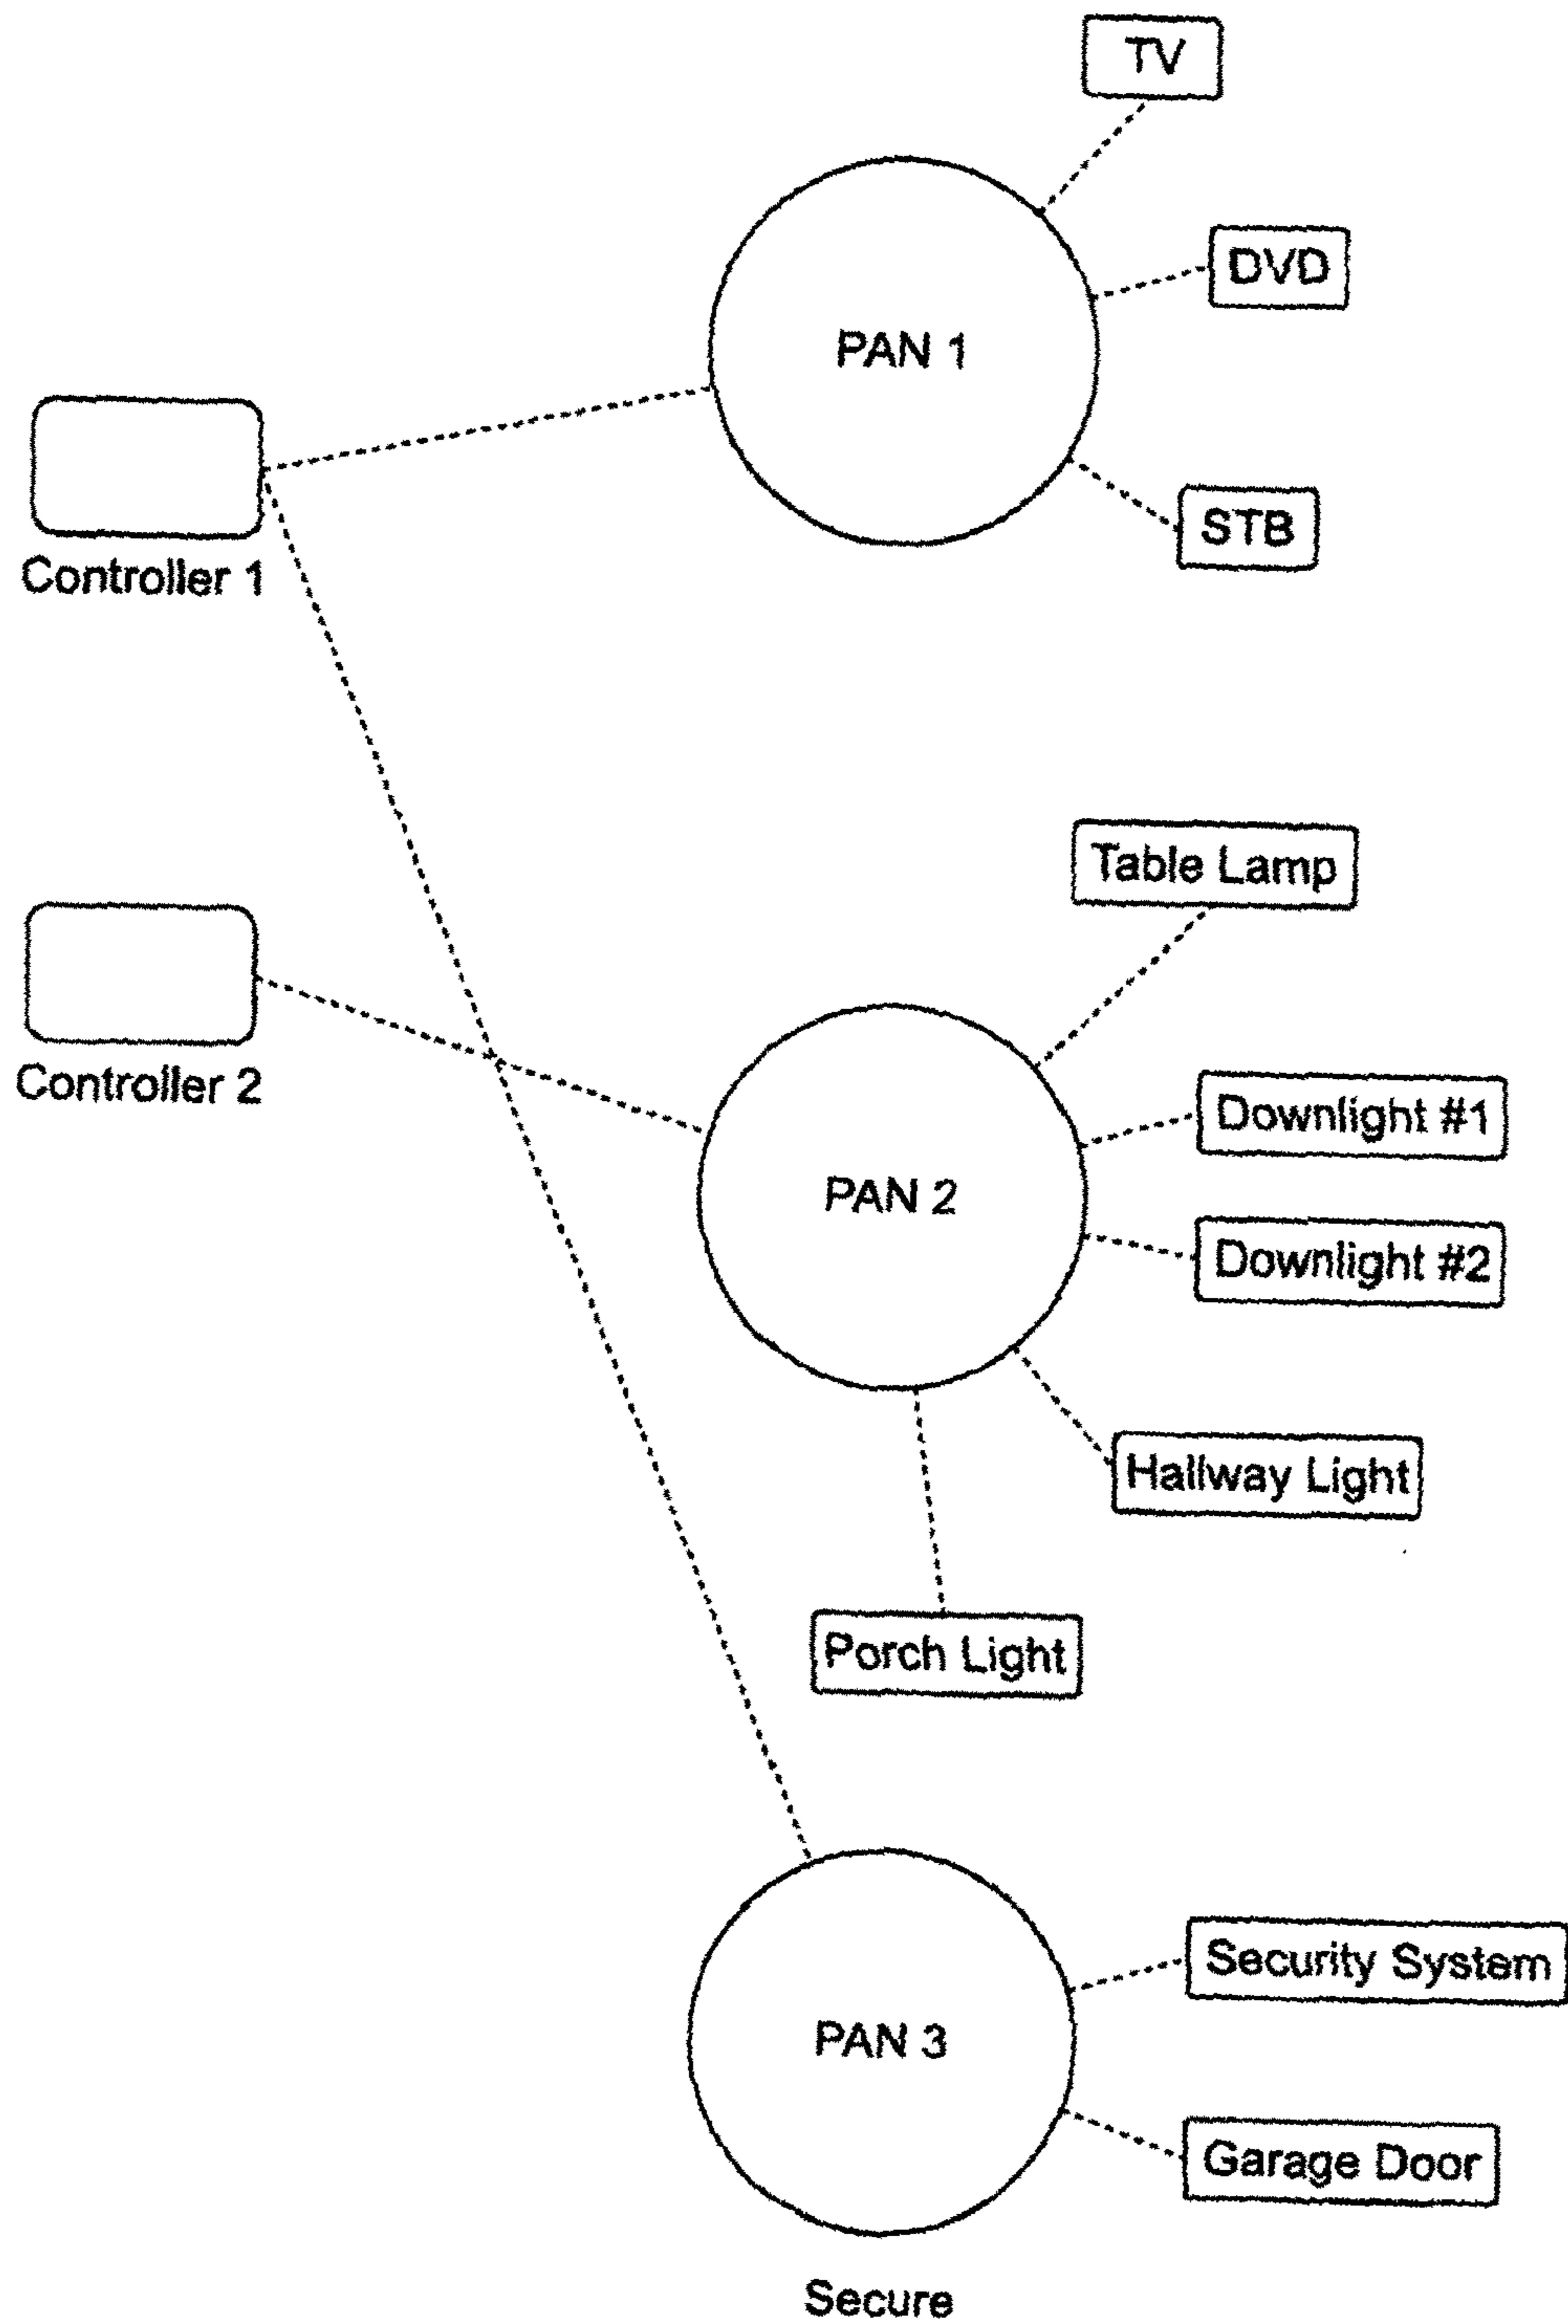 TV
DVD
PAN 1
STB
Controller 1
Table Lamp
Controller 2
Downlight #1
PAN 2
Downlight #2
Hallway Light
Porch Light
Security System
PAN 3
Garage Door
Secure